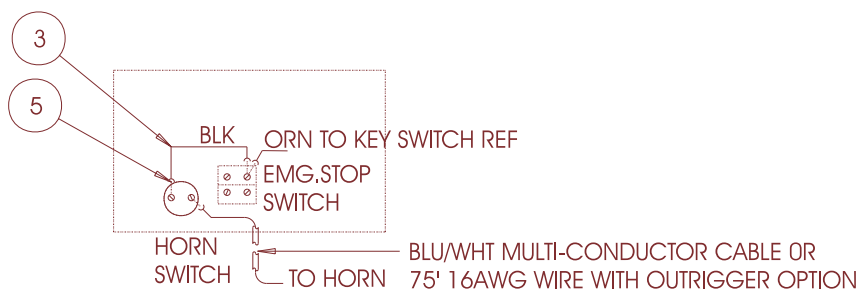 3
5
BLK
ORN TO KEY SWITCH REF
EMG.STOP
SWITCH
HORN
SWITCH
TO HORN
BLU/WHT MULTI-CONDUCTOR CABLE OR
75' 16AWG WIRE WITH OUTRIGGER OPTION